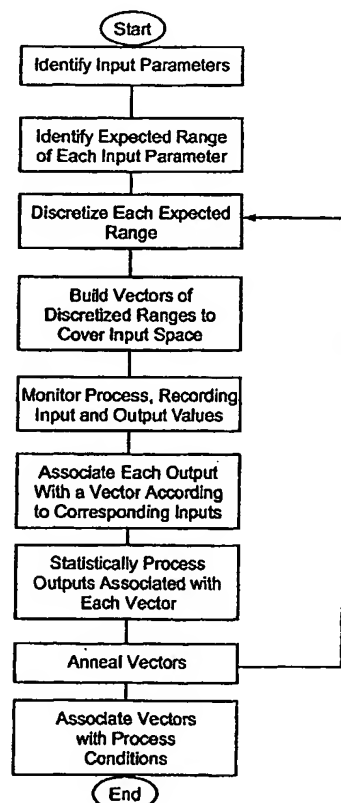 Start
Identify Input Parameters
Identify Expected Range
of Each Input Parameter
Discretize Each Expected
Range
Build Vectors of
Discretized Ranges to
Cover Input Space
Monitor Process, Recording
Input and Output Values
Associate Each Output
With a Vector According
to Corresponding Inputs
Statistically Process
Outputs Associated with
Each Vector
Anneal Vectors
Associate Vectors
with Process
Conditions
End